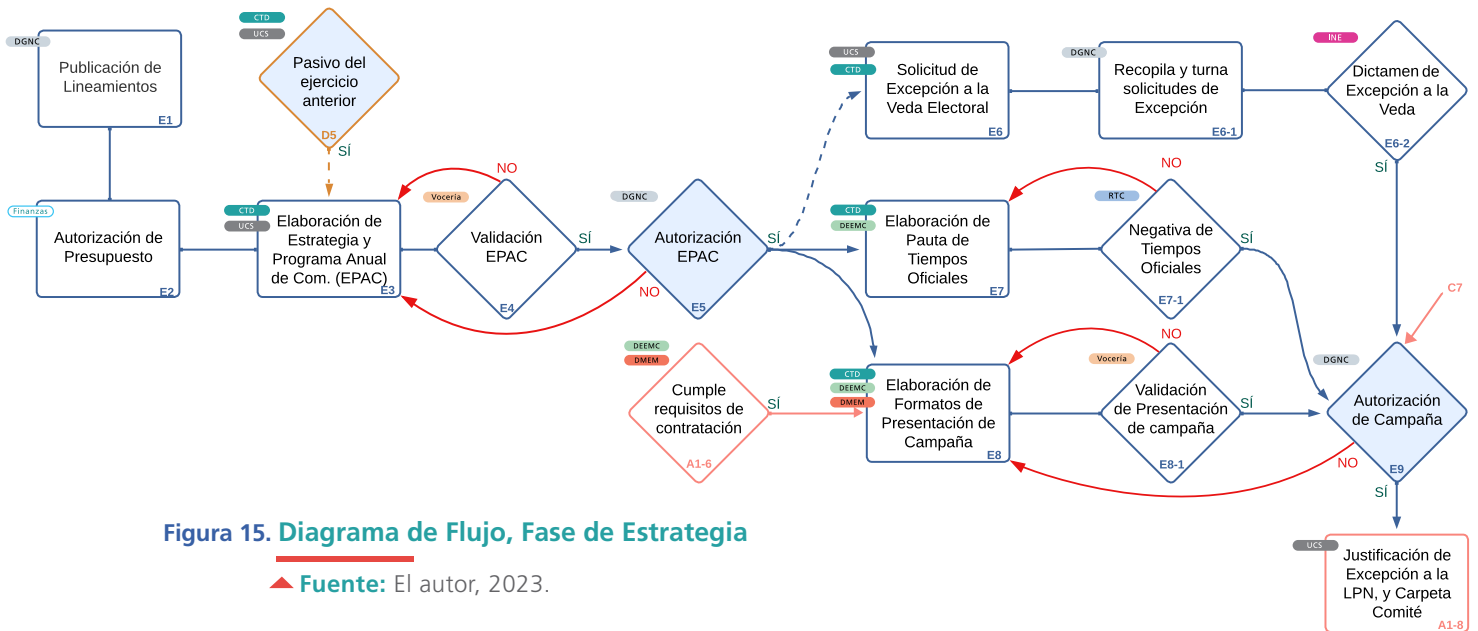 DGNC
Publicación de
Lineamientos
E1
Finanzas
Autorización de
Presupuesto
E2
CTD
UCS
Pasivo del
ejercicio
anterior
D5
SÍ
CTD
UCS
Elaboración de
Estrategia y
Programa Anual
de Com. (EPAC)
E3
NO
Vocería
Validación
EPAC
E4
SÍ
DGNC
Autorización
EPAC
E5
SÍ
NO
UCS
CTD
Solicitud de
Excepción a la
Veda Electoral
E6
DGNC
Recopila y turna
solicitudes de
Excepción
E6-1
INE
Dictamen de
Excepción a la
Veda
E6-2
SÍ
CTD
DEEMC
Elaboración de
Pauta de
Tiempos
Oficiales
E7
NO
RTC
Negativa de
Tiempos
Oficiales
E7-1
SÍ
DEEMC
DMEM
Cumple
requisitos de
contratación
A1-6
SÍ
CTD
DEEMC
DMEM
Elaboración de
Formatos de
Presentación de
Campaña
E8
NO
Vocería
Validación
de Presentación
de campaña
E8-1
SÍ
C7
DGNC
Autorización
de Campaña
E9
NO
SÍ
UCS
Justificación de
Excepción a la
LPN, y Carpeta
Comité
A1-8
Figura 15. Diagrama de Flujo, Fase de Estrategia
Fuente: El autor, 2023.